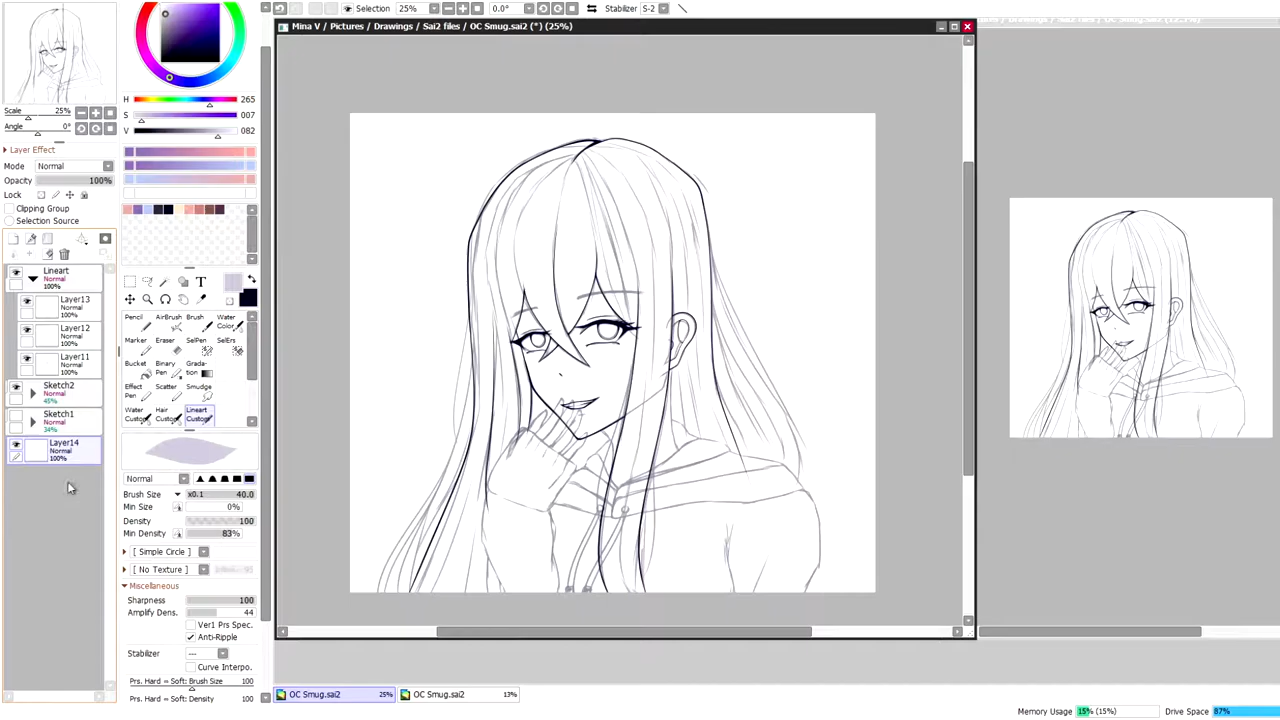 Selection 25% 0.0° Stabilizer S-2
Mina V / Pictures / Drawings / Sai2 files / OC Smug.sai2 (*) (25%)
Scale 25%
Angle 0°
Layer Effect
Mode Normal
Opacity 100%
Lock
Clipping Group
Selection Source
Lineart
Normal
100%
Layer13
Normal
100%
Layer12
Normal
100%
Layer11
Normal
100%
Sketch2
Normal
45%
Sketch1
Normal
34%
Layer14
Normal
100%
H 265
S 007
V 082
T
Pencil AirBrush Brush Water Color
Marker Eraser SelPen SelErs
Bucket Binary Pen Gradation
Effect Pen Scatter Smudge
Water Custom Hair Custom Lineart Custom
Normal
Brush Size x0.1 40.0
Min Size 0%
Density 100
Min Density 83%
[ Simple Circle ]
[ No Texture ]
Miscellaneous
Sharpness 100
Amplify Dens. 44
Ver1 Prs Spec.
Anti-Ripple
Stabilizer ---
Curve Interpo.
Prs. Hard ⇔ Soft: Brush Size 100
Prs. Hard ⇔ Soft: Density 100
OC Smug.sai2 25% OC Smug.sai2 13%
Memory Usage 15% (15%) Drive Space 87%